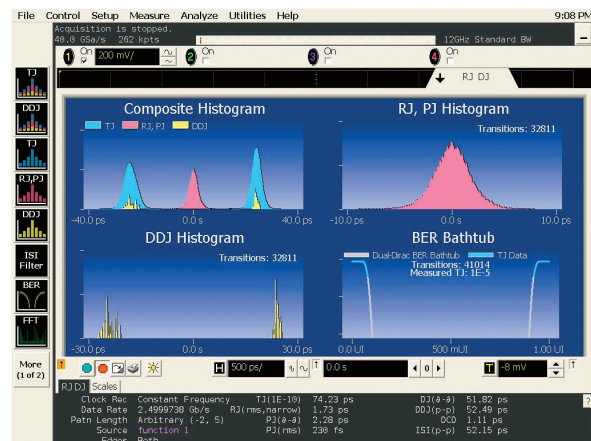 File Control Setup Measure Analyze Utilities Help 9:08 PM
Acquisition is stopped.
40.0 GSa/s 262 kpts 12GHz Standard BW
1 On 200 mV/ 2 On 3 On 4 On
RJ DJ
TJ
DDJ
TJ
RJ,PJ
DDJ
ISI
Filter
BER
FFT
More
(1 of 2)
Composite Histogram
TJ RJ, PJ DDJ
-40.0 ps 0.0 s 40.0 ps
RJ, PJ Histogram
Transitions: 32811
-10.0 ps 0.0 s 10.0 ps
DDJ Histogram
Transitions: 32811
-30.0 ps 0.0 s 30.0 ps
BER Bathtub
Dual-Dirac BER Bathtub TJ Data
Transitions: 41014
Measured TJ: 1E-5
0.0 UI 500 mUI 1.00 UI
H 500 ps/ 0.0 s 0 T -8 mV
RJDJ Scales
Clock Rec Constant Frequency TJ(1E-10) 74.23 ps DJ(∂-∂) 51.82 ps
Data Rate 2.4999738 Gb/s RJ(rms,narrow) 1.73 ps DDJ(p-p) 52.49 ps
Patn Length Arbitrary (-2, 5) PJ(∂-∂) 2.28 ps DCD 1.11 ps
Source function 1 PJ(rms) 230 fs ISI(p-p) 52.15 ps
Edges Both